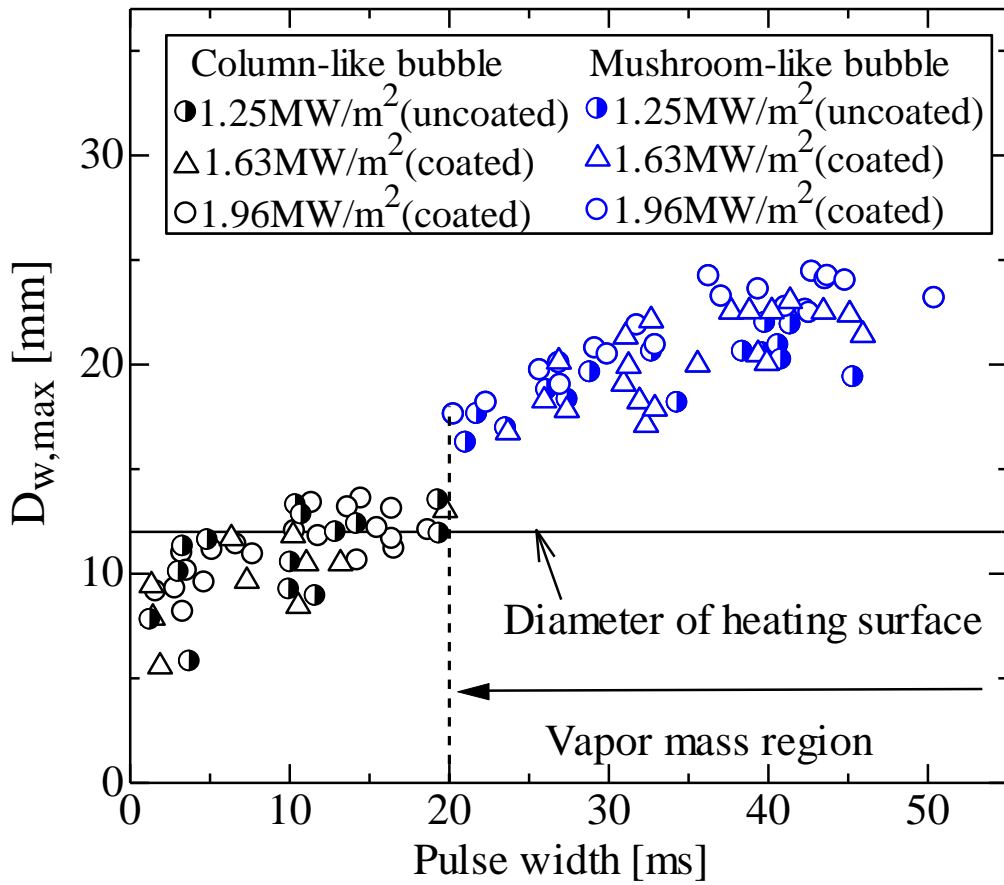 Column-like bubble
Mushroom-like bubble
1.25MW/m²(uncoated)
1.25MW/m²(uncoated)
1.63MW/m²(coated)
1.63MW/m²(coated)
1.96MW/m²(coated)
1.96MW/m²(coated)
30
20
10
0
D_w,max [mm]
Diameter of heating surface
Vapor mass region
0 10 20 30 40 50
Pulse width [ms]